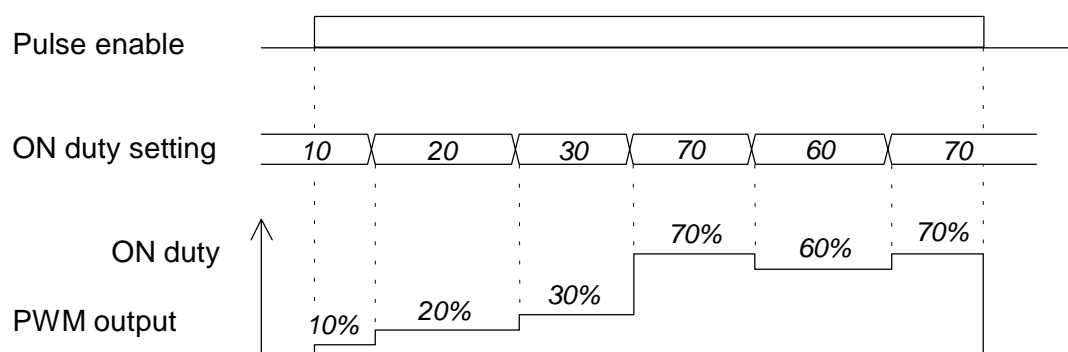 Pulse enable
ON duty setting
10 20 30 70 60 70
ON duty
70% 60% 70%
PWM output
10% 20% 30%